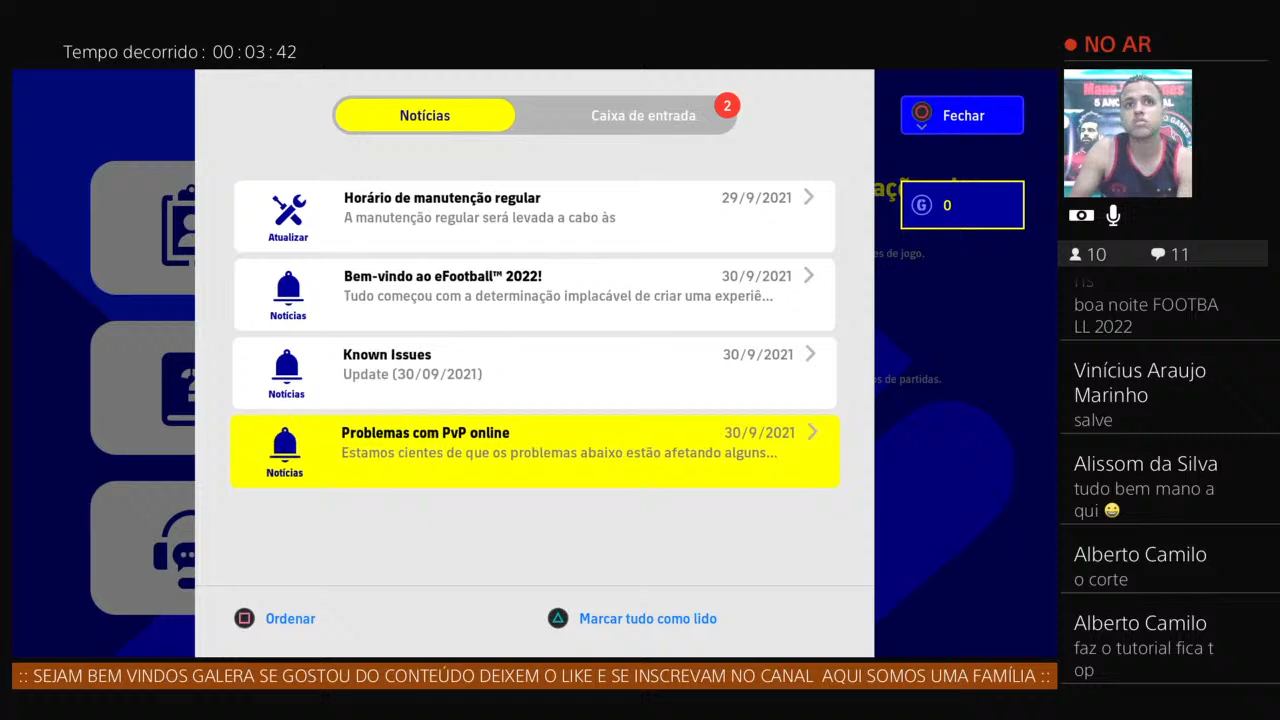 Tempo decorrido: 00:03:42
NO AR
Notícias
Caixa de entrada
2
Fechar
G 0
Horário de manutenção regular
29/9/2021
A manutenção regular será levada a cabo às
Atualizar
Bem-vindo ao eFootball™ 2022!
30/9/2021
Tudo começou com a determinação implacável de criar uma experiê...
Notícias
Known Issues
30/9/2021
Update (30/09/2021)
Notícias
Problemas com PvP online
30/9/2021
Estamos cientes de que os problemas abaixo estão afetando alguns...
Notícias
es de jogo.
os de partidas.
Ordenar
Marcar tudo como lido
10
11
boa noite FOOTBA
LL 2022
Vinícius Araujo
Marinho
salve
Alissom da Silva
tudo bem mano a
qui 😀
Alberto Camilo
o corte
Alberto Camilo
faz o tutorial fica t
op
:: SEJAM BEM VINDOS GALERA SE GOSTOU DO CONTEÚDO DEIXEM O LIKE E SE INSCREVAM NO CANAL AQUI SOMOS UMA FAMÍLIA ::